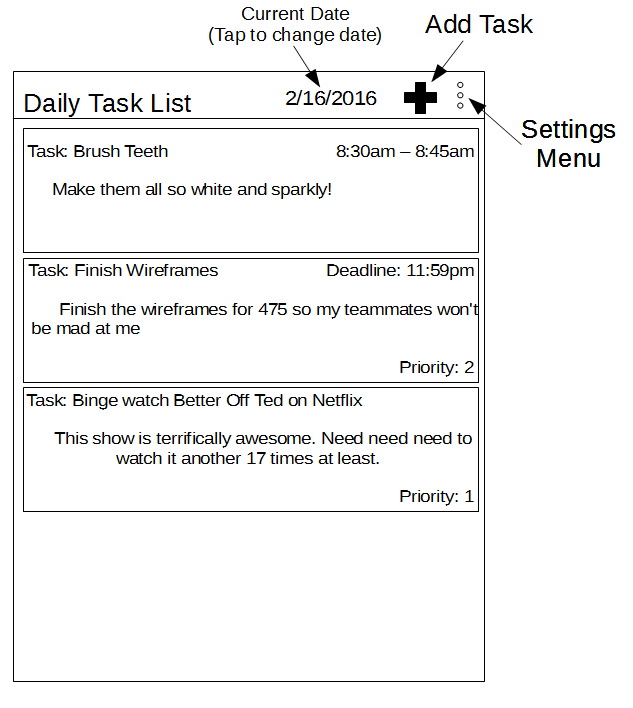 Current Date
(Tap to change date)
Add Task
Daily Task List
2/16/2016
Settings
Menu
Task: Brush Teeth
8:30am – 8:45am
Make them all so white and sparkly!
Task: Finish Wireframes
Deadline: 11:59pm
Finish the wireframes for 475 so my teammates won't
be mad at me
Priority: 2
Task: Binge watch Better Off Ted on Netflix
This show is terrifically awesome. Need need need to
watch it another 17 times at least.
Priority: 1